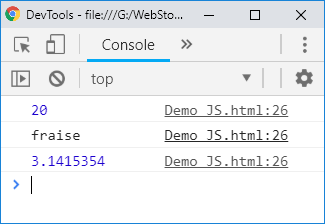 DevTools - file:///G:/WebSto...
Console
top
20 Demo JS.html:26
fraise Demo JS.html:26
3.1415354 Demo JS.html:26